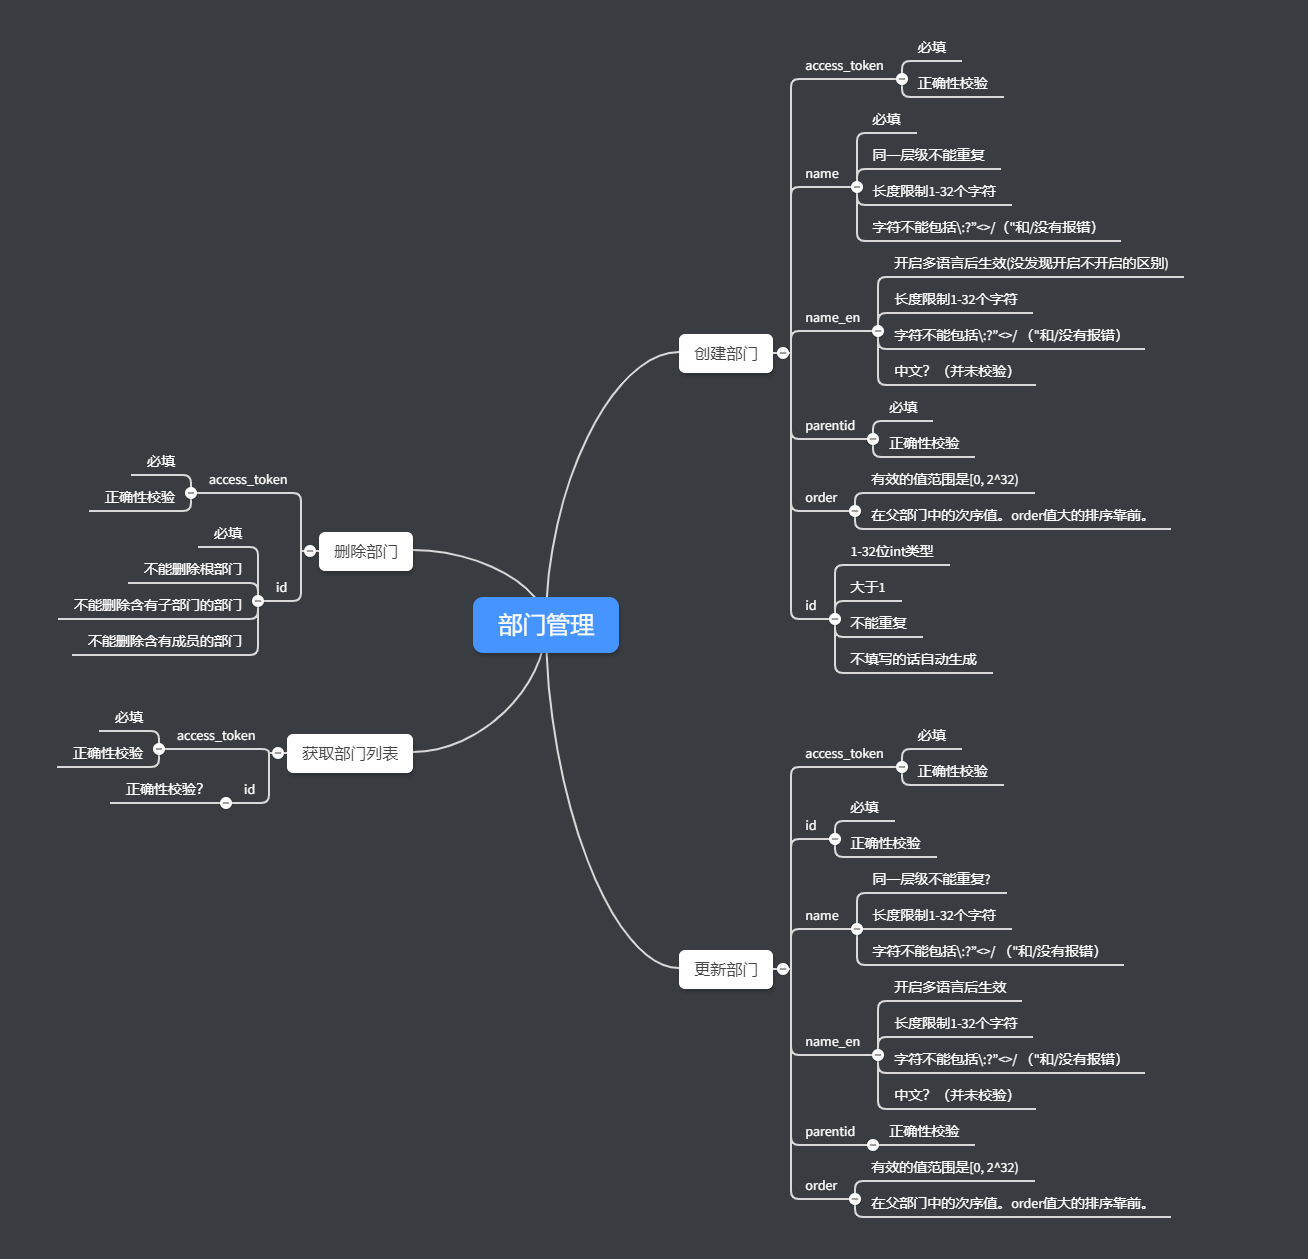 部门管理
创建部门
access_token
必填
正确性校验
name
必填
同一层级不能重复
长度限制1-32个字符
字符不能包括\:?”<>/（"和/没有报错）
name_en
开启多语言后生效(没发现开启不开启的区别)
长度限制1-32个字符
字符不能包括\:?”<>/ （"和/没有报错）
中文？（并未校验）
parentid
必填
正确性校验
order
有效的值范围是[0, 2^32)
在父部门中的次序值。order值大的排序靠前。
id
1-32位int类型
大于1
不能重复
不填写的话自动生成
更新部门
access_token
必填
正确性校验
id
必填
正确性校验
name
同一层级不能重复?
长度限制1-32个字符
字符不能包括\:?”<>/ （"和/没有报错）
name_en
开启多语言后生效
长度限制1-32个字符
字符不能包括\:?”<>/ （"和/没有报错）
中文？（并未校验）
parentid
正确性校验
order
有效的值范围是[0, 2^32)
在父部门中的次序值。order值大的排序靠前。
删除部门
access_token
必填
正确性校验
id
必填
不能删除根部门
不能删除含有子部门的部门
不能删除含有成员的部门
获取部门列表
access_token
必填
正确性校验
id
正确性校验？